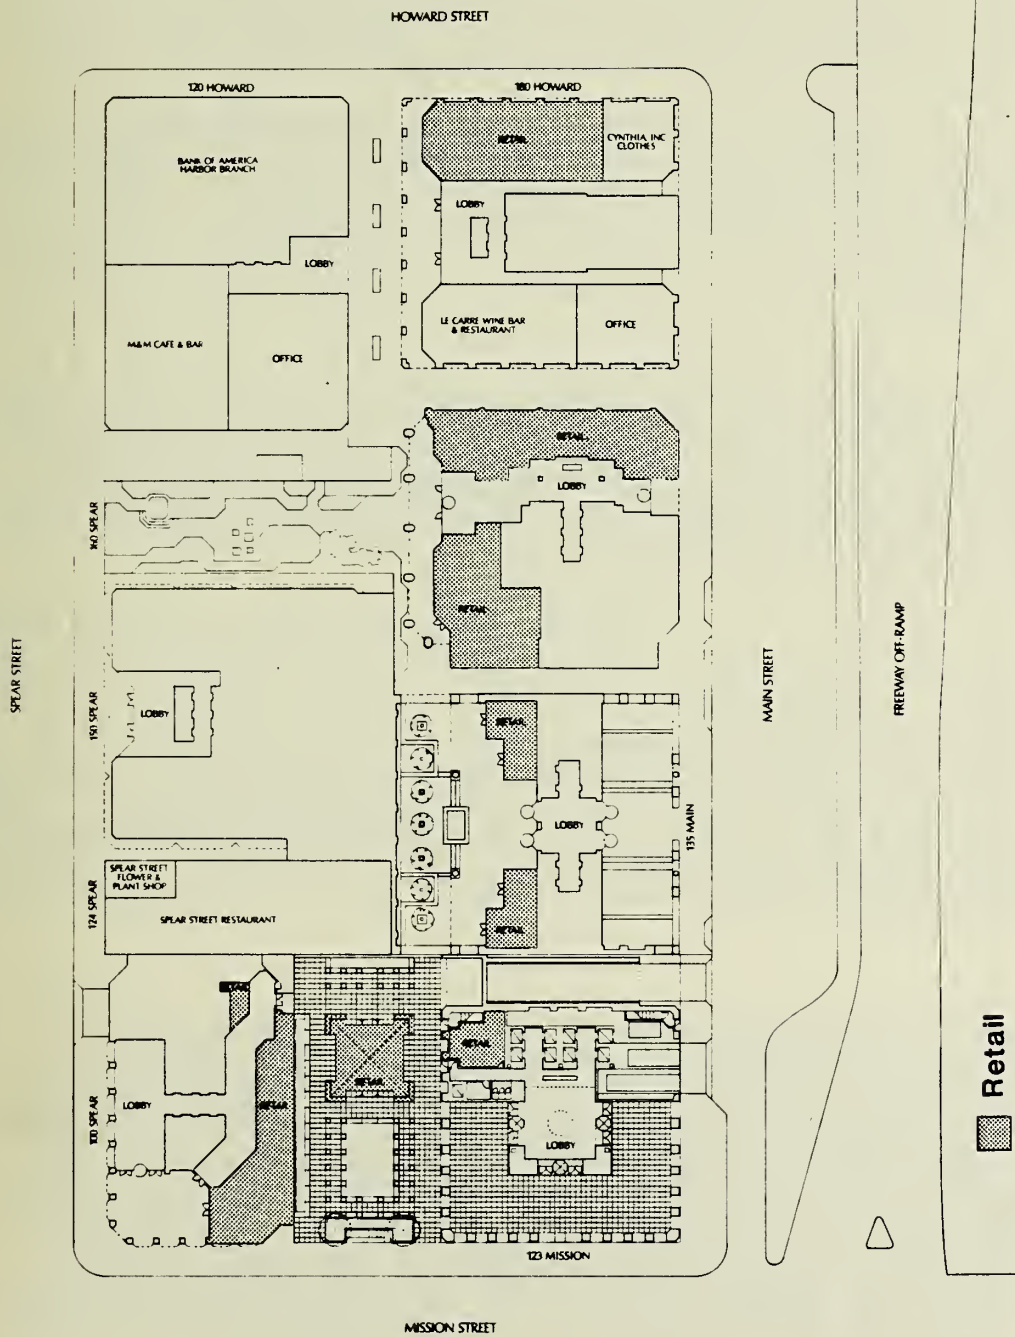 HOWARD STREET
120 HOWARD
180 HOWARD
BANK OF AMERICA
HARBOR BRANCH
RETAIL
CYNTHIA, INC
CLOTHES
LOBBY
LOBBY
M&M CAFE & BAR
OFFICE
LE CARRE WINE BAR
& RESTAURANT
OFFICE
RETAIL
LOBBY
160 SPEAR
RETAIL
SPEAR STREET
MAIN STREET
FREEWAY OFF-RAMP
150 SPEAR
LOBBY
RETAIL
LOBBY
135 MAIN
SPEAR STREET
FLOWER &
PLANT SHOP
124 SPEAR
SPEAR STREET RESTAURANT
RETAIL
RETAIL
RETAIL
RETAIL
100 SPEAR
LOBBY
RETAIL
LOBBY
123 MISSION
Retail
MISSION STREET